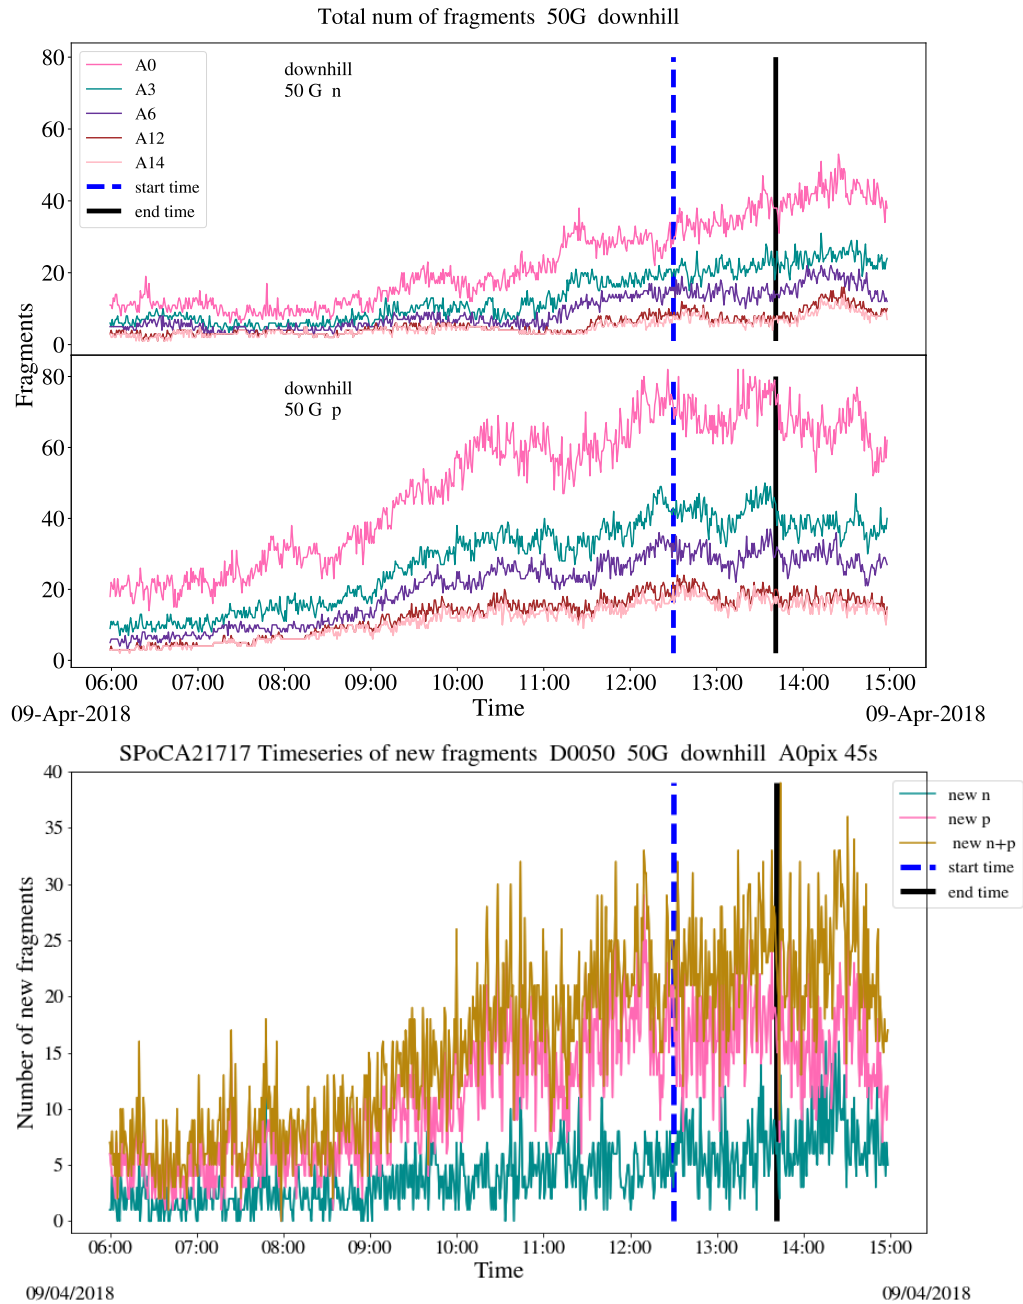 Total num of fragments  50G  downhill
80
60
40
20
0
A0
A3
A6
A12
A14
start time
end time
downhill
50 G  n
Fragments
80
60
40
20
0
downhill
50 G  p
06:00 07:00 08:00 09:00 10:00 11:00 12:00 13:00 14:00 15:00
09-Apr-2018 Time 09-Apr-2018
SPoCA21717 Timeseries of new fragments  D0050  50G  downhill  A0pix 45s
40
35
30
25
20
15
10
5
0
Number of new fragments
new n
new p
new n+p
start time
end time
06:00 07:00 08:00 09:00 10:00 11:00 12:00 13:00 14:00 15:00
Time
09/04/2018 09/04/2018